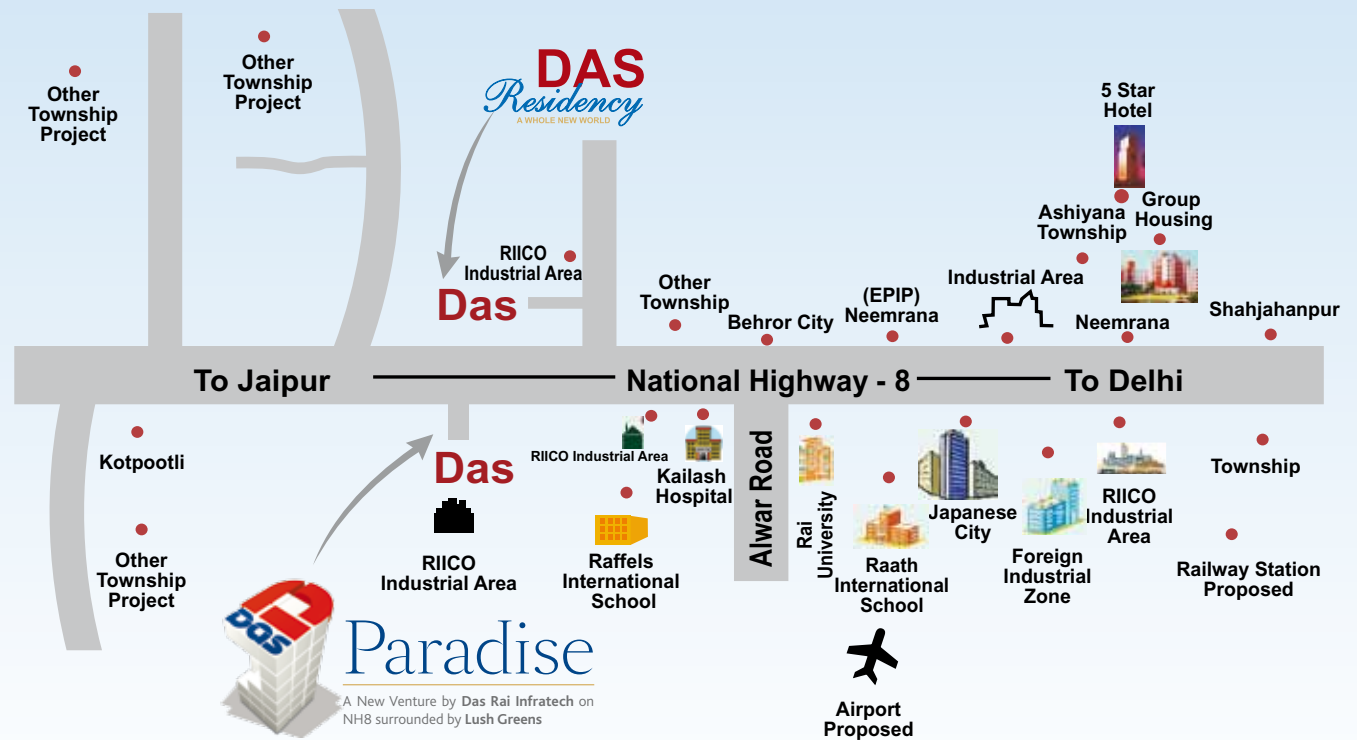 Other
Township
Project
Other
Township
Project
DAS
Residency
A WHOLE NEW WORLD
5 Star
Hotel
Ashiyana
Township
Group
Housing
RIICO
Industrial Area
Das
Other
Township
Behror City
(EPIP)
Neemrana
Industrial Area
Neemrana
Shahjahanpur
To Jaipur
National Highway - 8
To Delhi
Kotpootli
Other
Township
Project
Das
RIICO
Industrial Area
RIICO Industrial Area
Kailash
Hospital
Raffels
International
School
Alwar Road
Rai
University
Raath
International
School
Japanese
City
Foreign
Industrial
Zone
RIICO
Industrial
Area
Township
Railway Station
Proposed
Airport
Proposed
Das
Paradise
A New Venture by Das Rai Infratech on
NH8 surrounded by Lush Greens